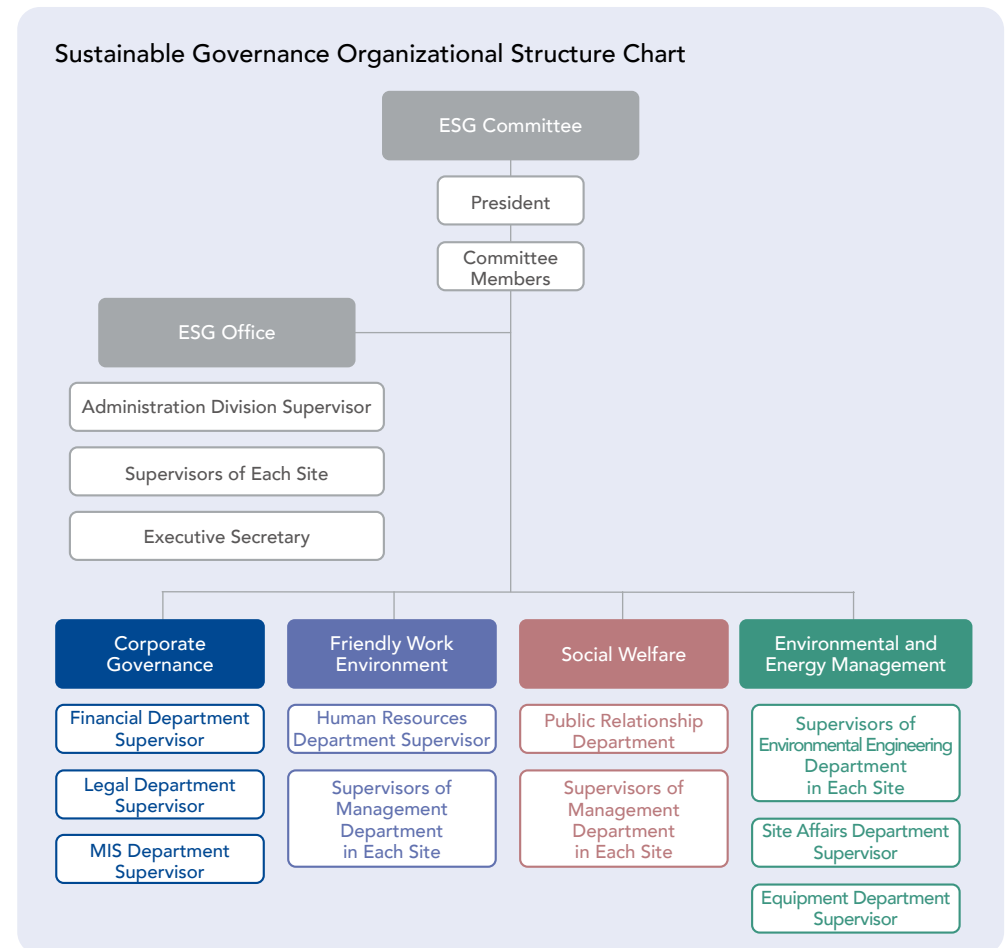 Sustainable Governance Organizational Structure Chart
ESG Committee
President
Committee
Members
ESG Office
Administration Division Supervisor
Supervisors of Each Site
Executive Secretary
Corporate
Governance
Financial Department
Supervisor
Legal Department
Supervisor
MIS Department
Supervisor
Friendly Work
Environment
Human Resources
Department Supervisor
Supervisors of
Management
Department
in Each Site
Social Welfare
Public Relationship
Department
Supervisors of
Management
Department
in Each Site
Environmental and
Energy Management
Supervisors of
Environmental Engineering
Department
in Each Site
Site Affairs Department
Supervisor
Equipment Department
Supervisor